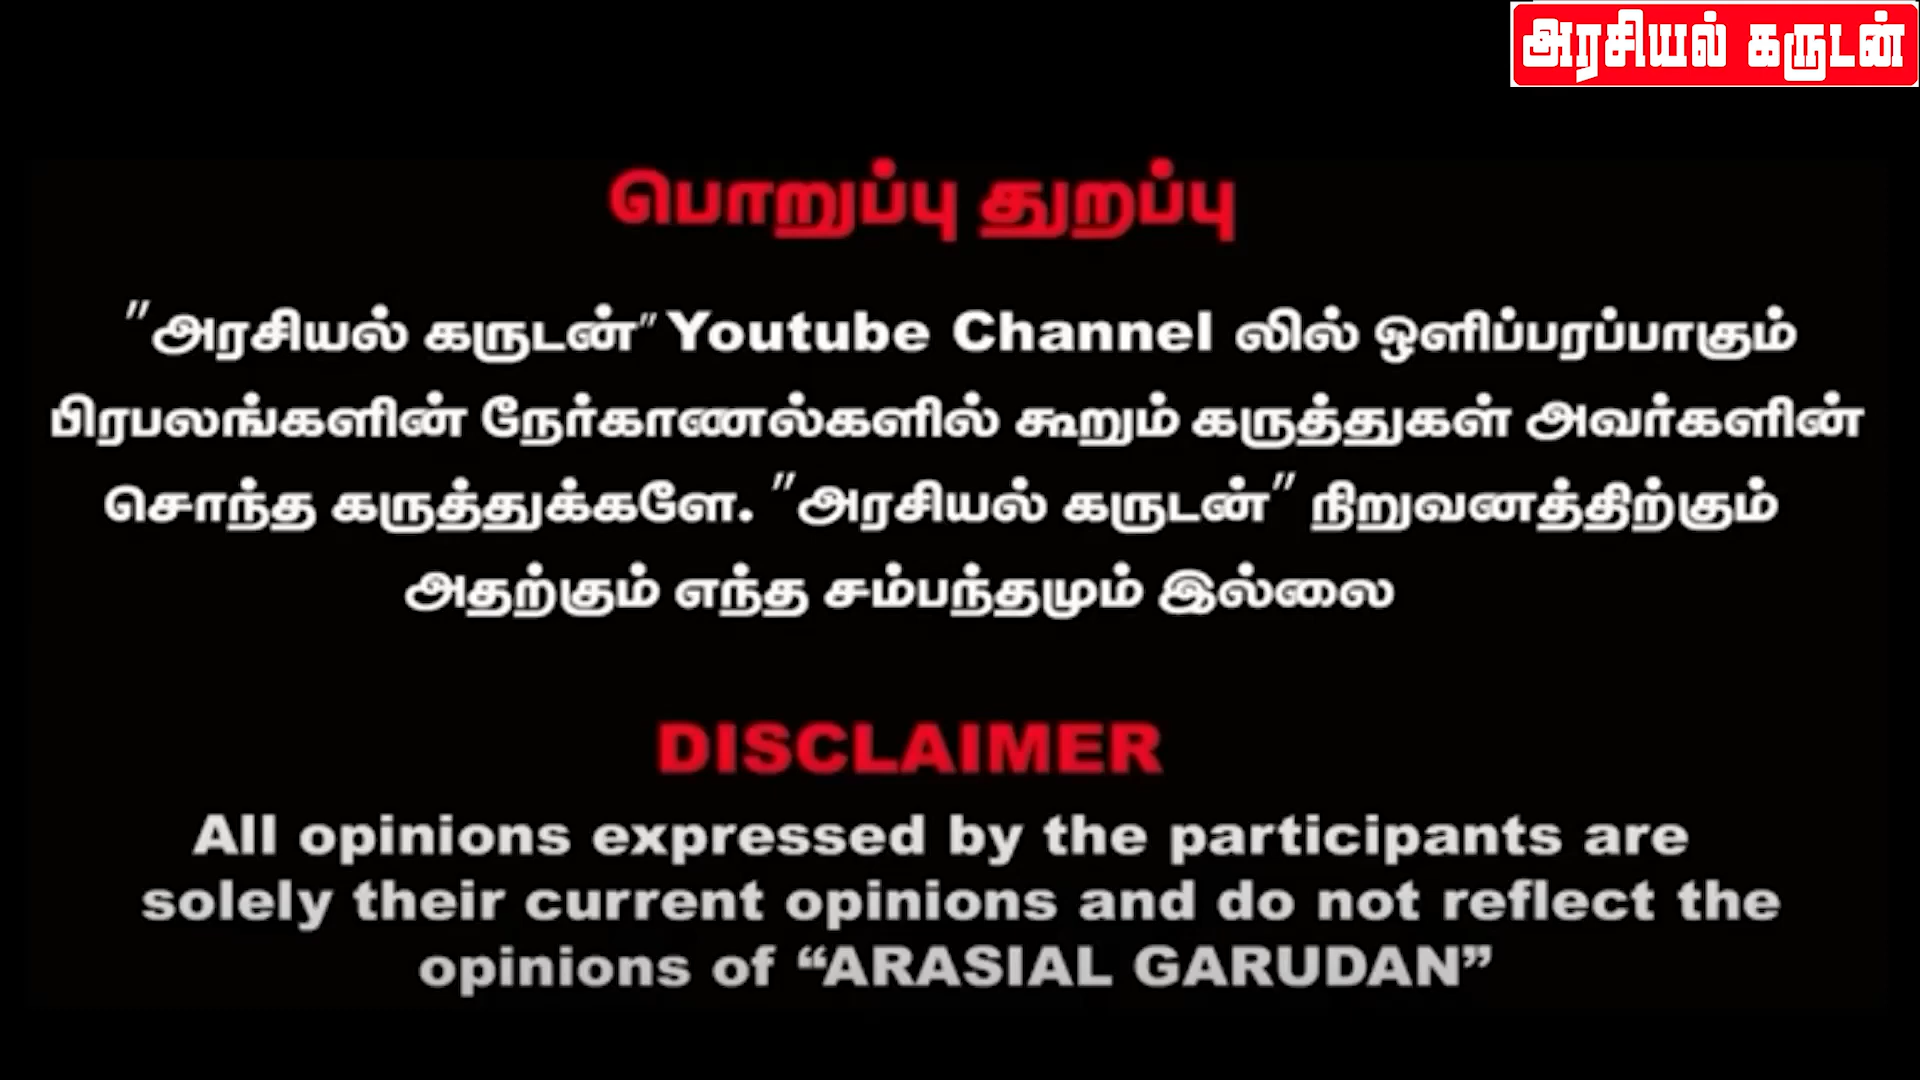 அரசியல் கருடன்
பொறுப்பு துறப்பு
"அரசியல் கருடன்" Youtube Channel லில் ஒளிப்பரப்பாகும்
பிரபலங்களின் நேர்காணல்களில் கூறும் கருத்துகள் அவர்களின்
சொந்த கருத்துக்களே. "அரசியல் கருடன்" நிறுவனத்திற்கும்
அதற்கும் எந்த சம்பந்தமும் இல்லை
DISCLAIMER
All opinions expressed by the participants are
solely their current opinions and do not reflect the
opinions of “ARASIAL GARUDAN”